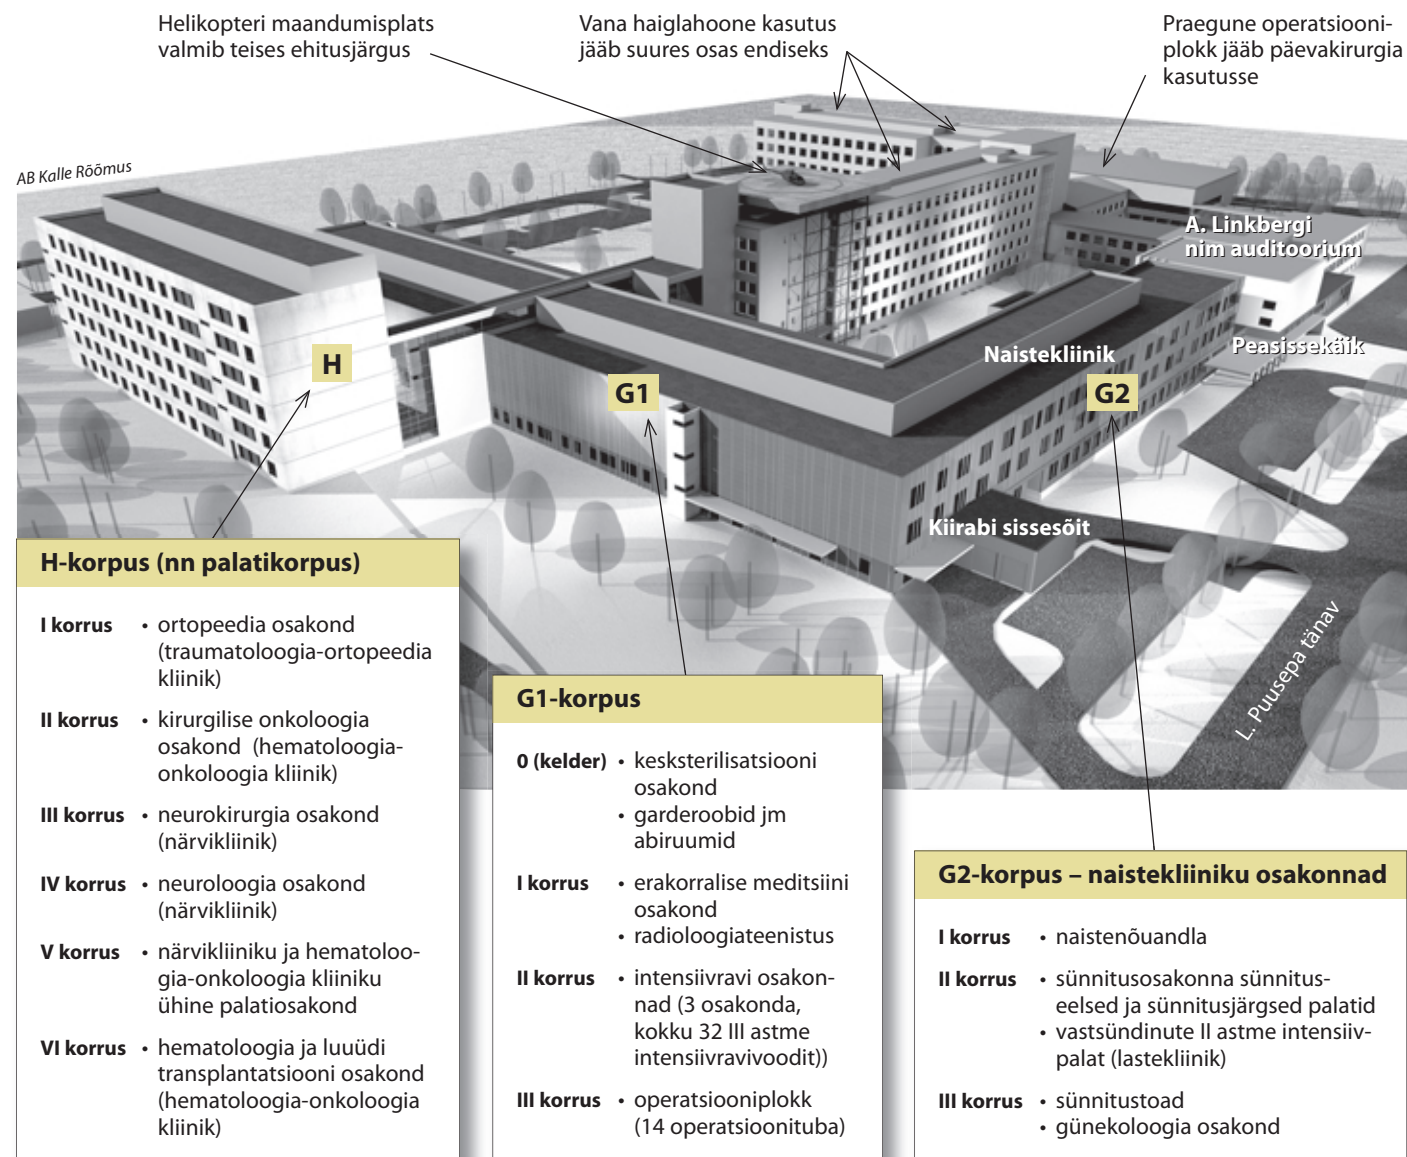 Helikopteri maandumisplats
valmib teises ehitusjärgus
Vana haiglahoone kasutus
jääb suures osas endiseks
Praegune operatsiooni-
plokk jääb päevakirurgia
kasutusse
AB Kalle Rõõmus
A. Linkbergi
nim auditoorium
Peasissekäik
Naistekliinik
H
G1
G2
Kiirabi sissesõit
L. Puusepa tänav
H-korpus (nn palatikorpus)
I korrus • ortopeedia osakond
(traumatoloogia-ortopeedia
kliinik)
II korrus • kirurgilise onkoloogia
osakond (hematoloogia-
onkoloogia kliinik)
III korrus • neurokirurgia osakond
(närvikliinik)
IV korrus • neuroloogia osakond
(närvikliinik)
V korrus • närvikliiniku ja hematoloo-
gia-onkoloogia kliiniku
ühine palatiosakond
VI korrus • hematoloogia ja luuüdi
transplantatsiooni osakond
(hematoloogia-onkoloogia
kliinik)
G1-korpus
0 (kelder) • kesksterilisatsiooni
osakond
• garderoobid jm
abiruumid
I korrus • erakorralise meditsiini
osakond
• radioloogiateenistus
II korrus • intensiivravi osakon-
nad (3 osakonda,
kokku 32 III astme
intensiivravivoodit))
III korrus • operatsiooniplokk
(14 operatsioonituba)
G2-korpus – naistekliiniku osakonnad
I korrus • naistenõuandla
II korrus • sünnitusosakonna sünnitus-
eelsed ja sünnitusjärgsed palatid
• vastsündinute II astme intensiiv-
palat (lastekliinik)
III korrus • sünnitustoad
• günekoloogia osakond